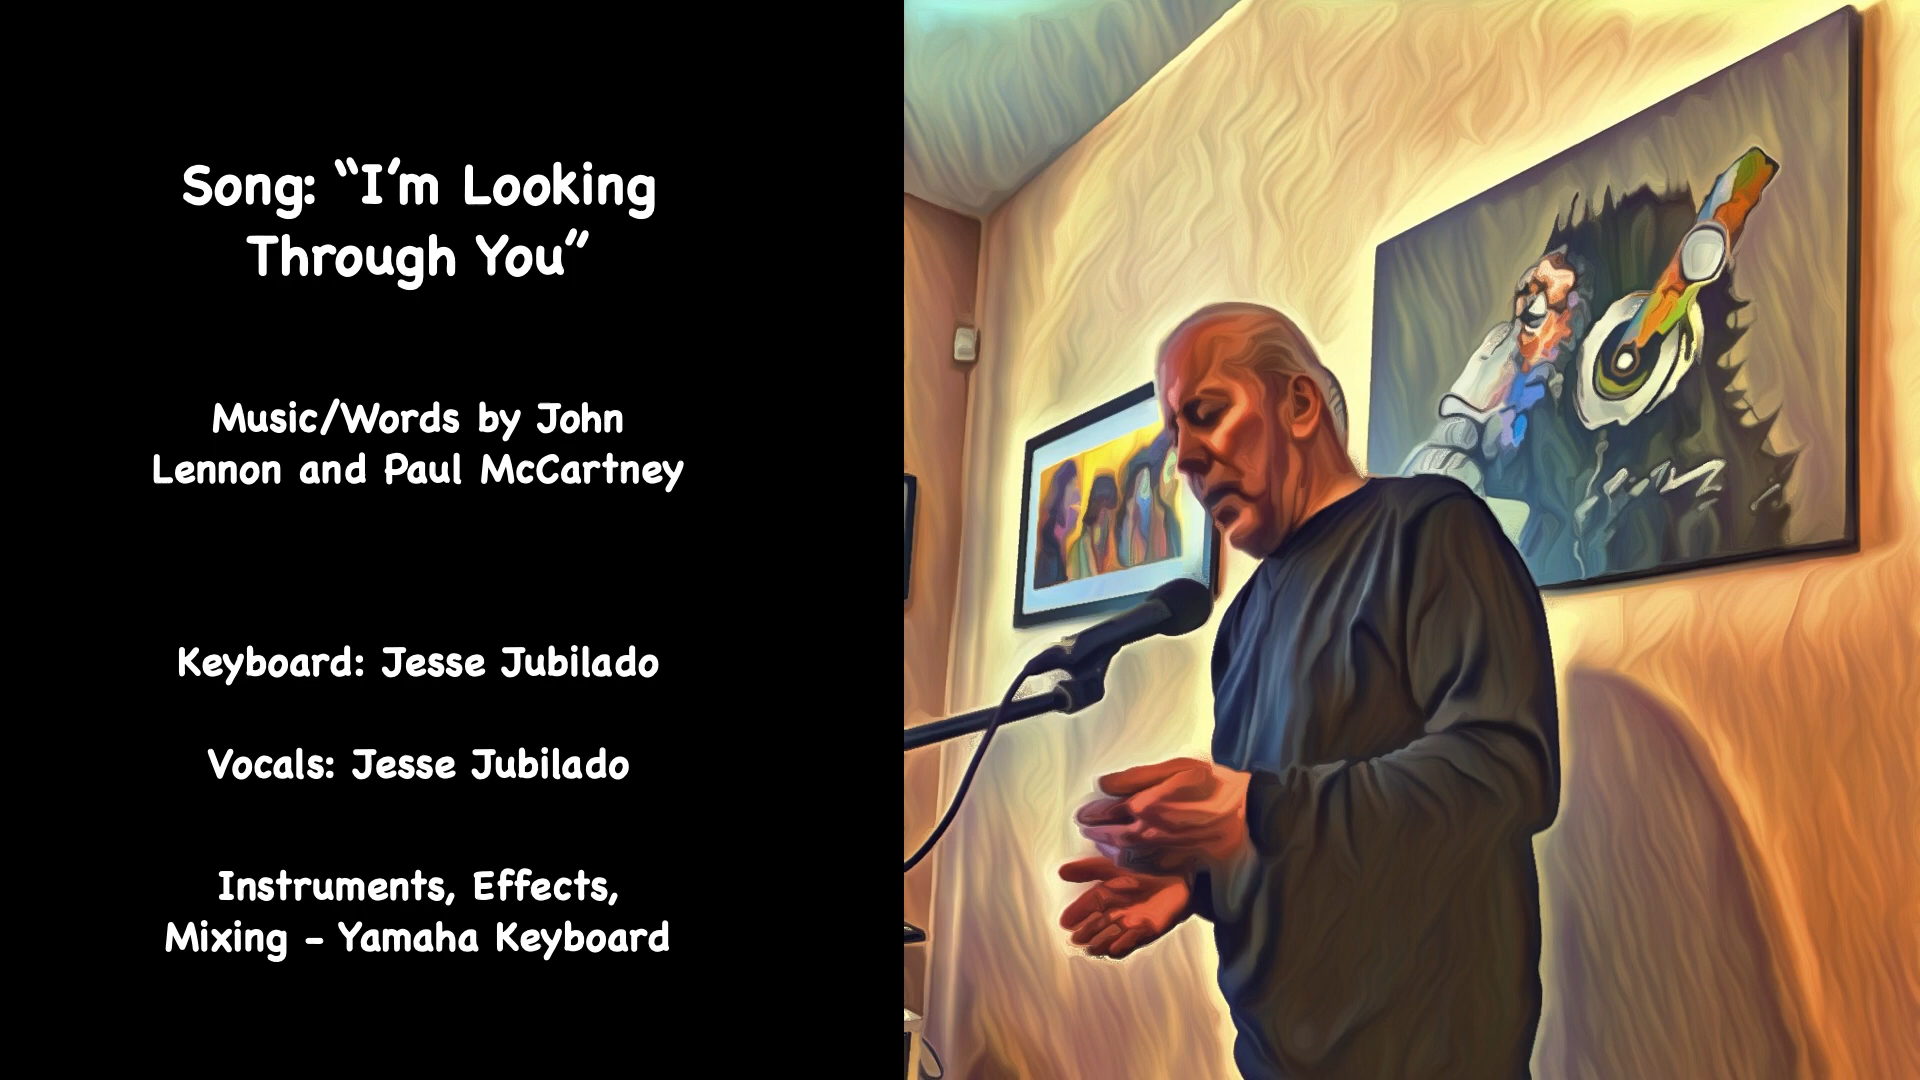 Song: “I’m Looking
Through You”
Music/Words by John
Lennon and Paul McCartney
Keyboard: Jesse Jubilado
Vocals: Jesse Jubilado
Instruments, Effects,
Mixing - Yamaha Keyboard